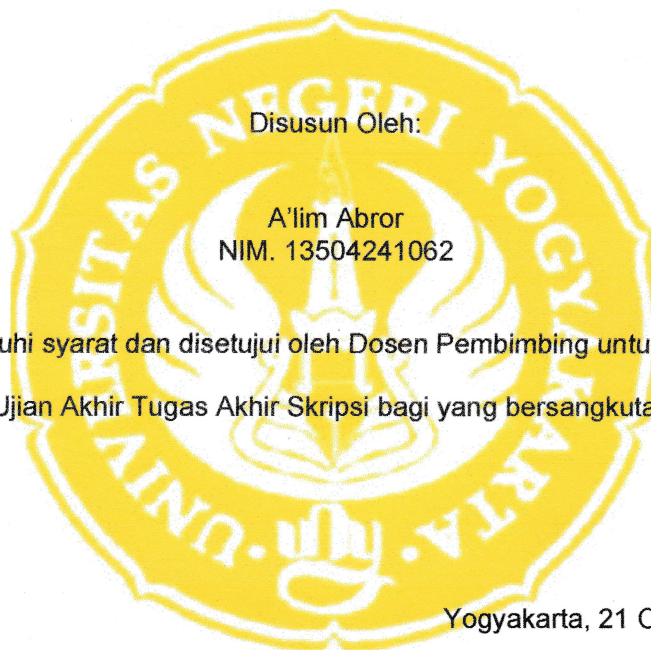 UNIVERSITAS NEGERI YOGYAKARTA
Disusun Oleh:
A'lim Abror
NIM. 13504241062
uhi syarat dan disetujui oleh Dosen Pembimbing untu
Ujian Akhir Tugas Akhir Skripsi bagi yang bersangkuta
Yogyakarta, 21 O